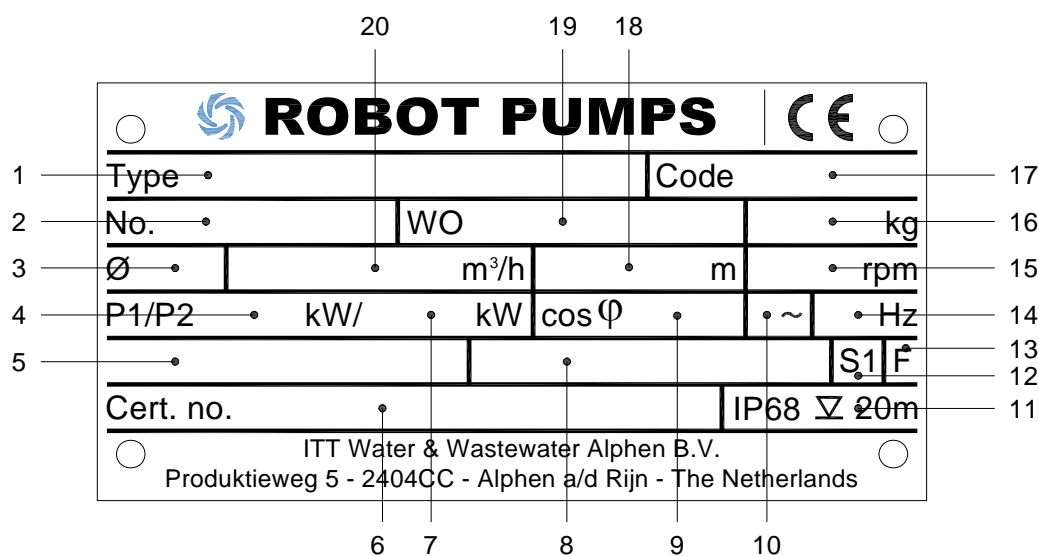 20 19 18
ROBOT PUMPS CE
1 Type Code 17
2 No. WO kg 16
3 Ø m³/h m rpm 15
4 P1/P2 kW/ kW cos φ ~ Hz 14
13
5 S1 F
12
Cert. no. IP68 20m 11
ITT Water & Wastewater Alphen B.V.
Produktieweg 5 - 2404CC - Alphen a/d Rijn - The Netherlands
6 7 8 9 10